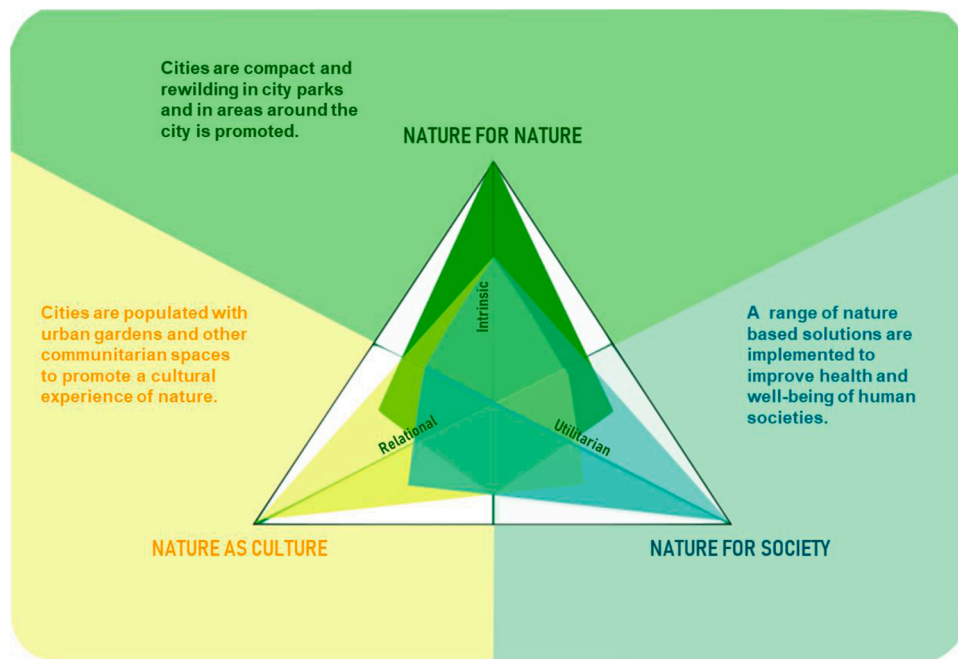 Cities are compact and
rewilding in city parks
and in areas around the
city is promoted.
NATURE FOR NATURE
Intrinsic
Cities are populated with
urban gardens and other
communitarian spaces
to promote a cultural
experience of nature.
A range of nature
based solutions are
implemented to
improve health and
well-being of human
societies.
Relational
Utilitarian
NATURE AS CULTURE
NATURE FOR SOCIETY